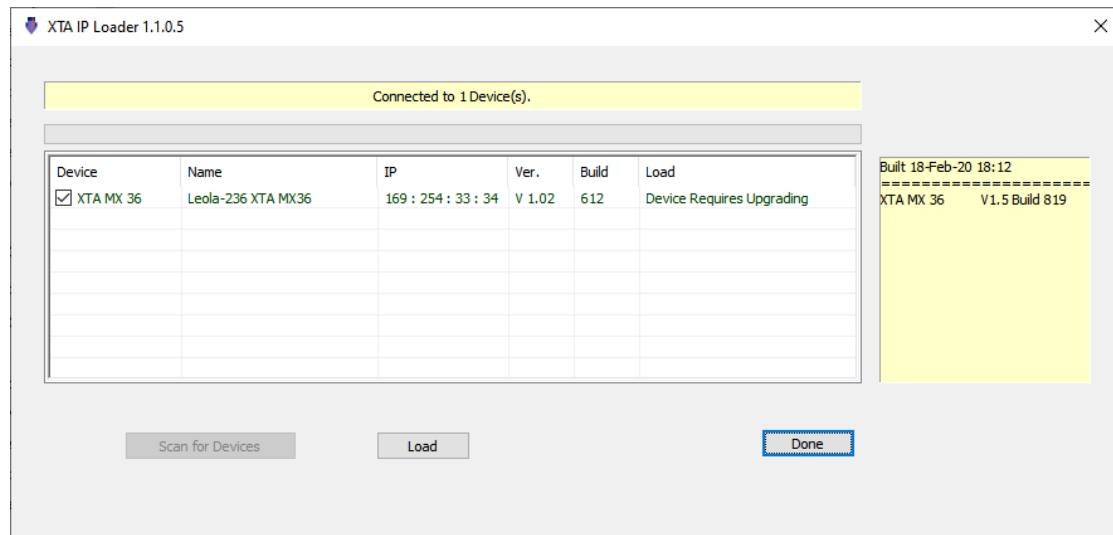 XTA IP Loader 1.1.0.5
Connected to 1 Device(s).
Device Name IP Ver. Build Load
XTA MX 36 Leola-236 XTA MX36 169 : 254 : 33 : 34 V 1.02 612 Device Requires Upgrading
Built 18-Feb-20 18:12
======================
XTA MX 36 V1.5 Build 819
Scan for Devices Load Done